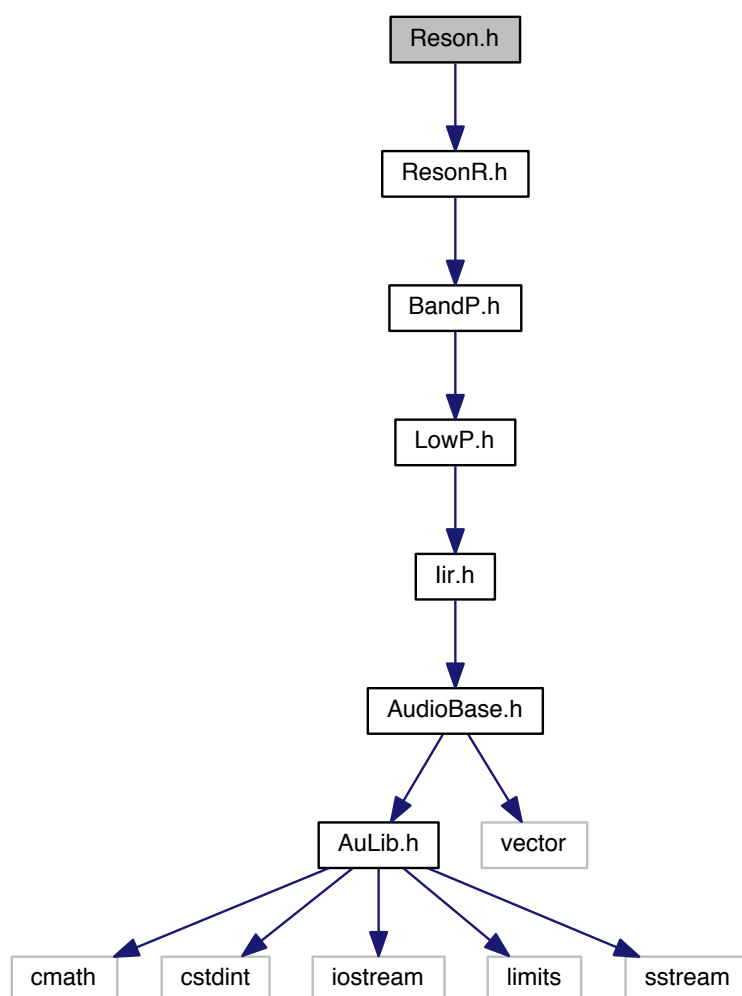 Reson.h
ResonR.h
BandP.h
LowP.h
Iir.h
AudioBase.h
AuLib.h
vector
cmath
cstdint
iostream
limits
sstream